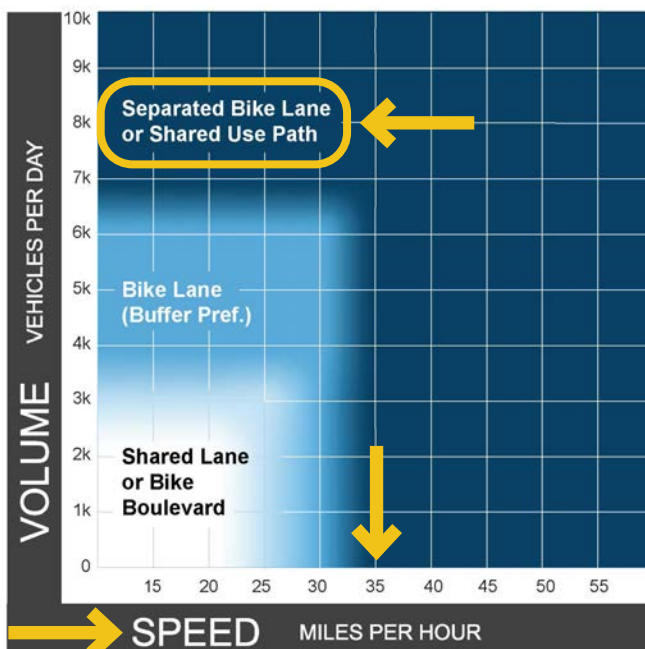 10k
9k
8k
7k
6k
5k
4k
3k
2k
1k
0
VOLUME VEHICLES PER DAY
Separated Bike Lane
or Shared Use Path
Bike Lane
(Buffer Pref.)
Shared Lane
or Bike
Boulevard
15 20 25 30 35 40 45 50 55
SPEED MILES PER HOUR